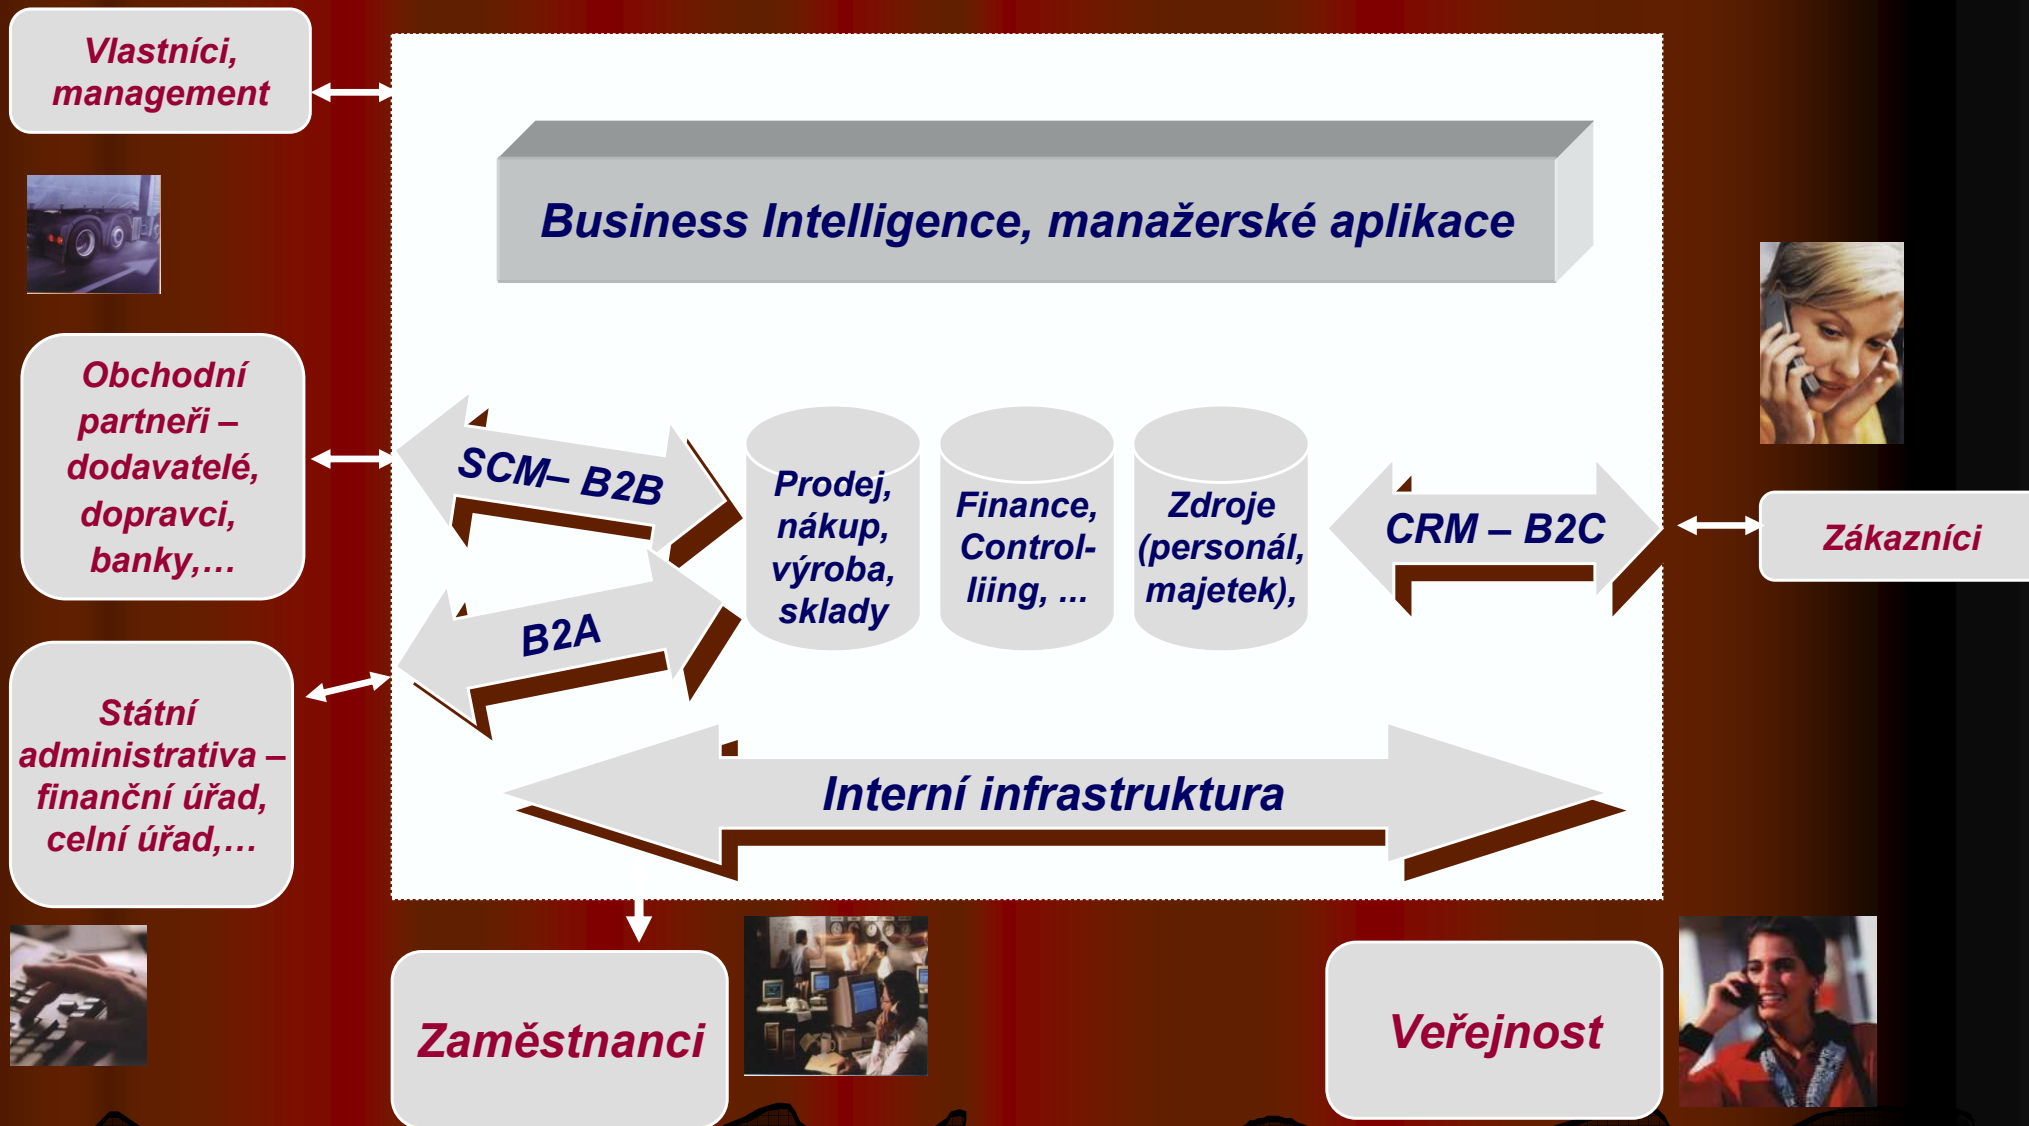 Vlastníci,
management
Business Intelligence, manažerské aplikace
Obchodní
partneři –
dodavatelé,
dopravci,
banky,…
SCM– B2B
B2A
Prodej,
nákup,
výroba,
sklady
Finance,
Control-
liing, ...
Zdroje
(personál,
majetek),
CRM – B2C
Zákazníci
Státní
administrativa –
finanční úřad,
celní úřad,…
Interní infrastruktura
Zaměstnanci
Veřejnost